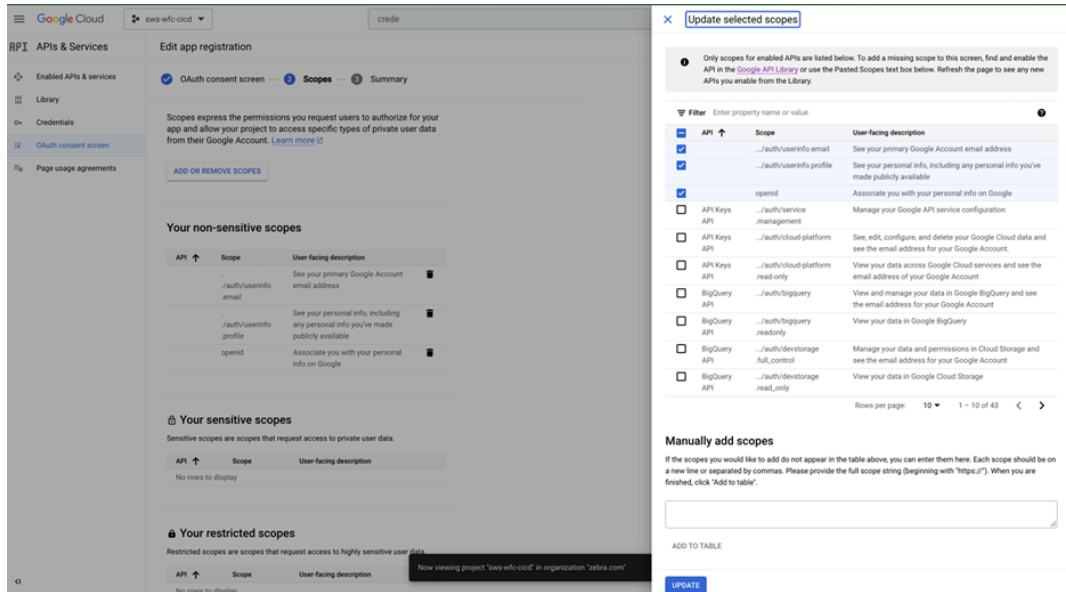 Google Cloud
sws-wfc-cicd
crede
API APIs & Services
Enabled APIs & services
Library
Credentials
OAuth consent screen
Page usage agreements
Edit app registration
OAuth consent screen — 2 Scopes — 3 Summary
Scopes express the permissions you request users to authorize for your
app and allow your project to access specific types of private user data
from their Google Account. Learn more
ADD OR REMOVE SCOPES
Your non-sensitive scopes
API Scope User-facing description
..
./auth/userinfo
.email
See your primary Google Account
email address
..
./auth/userinfo
.profile
See your personal info, including
any personal info you've made
publicly available
openid
Associate you with your personal
info on Google
Your sensitive scopes
Sensitive scopes are scopes that request access to private user data.
API Scope User-facing description
No rows to display
Your restricted scopes
Restricted scopes are scopes that request access to highly sensitive user data.
API Scope User-facing description
No rows to display
Now viewing project "sws-wfc-cicd" in organization "zebra.com"
Update selected scopes
Only scopes for enabled APIs are listed below. To add a missing scope to this screen, find and enable the
API in the Google API Library or use the Pasted Scopes text box below. Refresh the page to see any new
APIs you enable from the Library.
Filter Enter property name or value
API Scope User-facing description
.../auth/userinfo.email See your primary Google Account email address
.../auth/userinfo.profile See your personal info, including any personal info you've
made publicly available
openid Associate you with your personal info on Google
API Keys .../auth/service Manage your Google API service configuration
API .management
API Keys .../auth/cloud-platform See, edit, configure, and delete your Google Cloud data and
API see the email address for your Google Account.
API Keys .../auth/cloud-platform View your data across Google Cloud services and see the
API .read-only email address of your Google Account
BigQuery .../auth/bigquery View and manage your data in Google BigQuery and see
API the email address for your Google Account
BigQuery .../auth/bigquery View your data in Google BigQuery
API .readonly
BigQuery .../auth/devstorage Manage your data and permissions in Cloud Storage and
API .full_control see the email address for your Google Account
BigQuery .../auth/devstorage View your data in Google Cloud Storage
API .read_only
Rows per page: 10 1 – 10 of 43
Manually add scopes
If the scopes you would like to add do not appear in the table above, you can enter them here. Each scope should be on
a new line or separated by commas. Please provide the full scope string (beginning with "https://"). When you are
finished, click "Add to table".
ADD TO TABLE
UPDATE